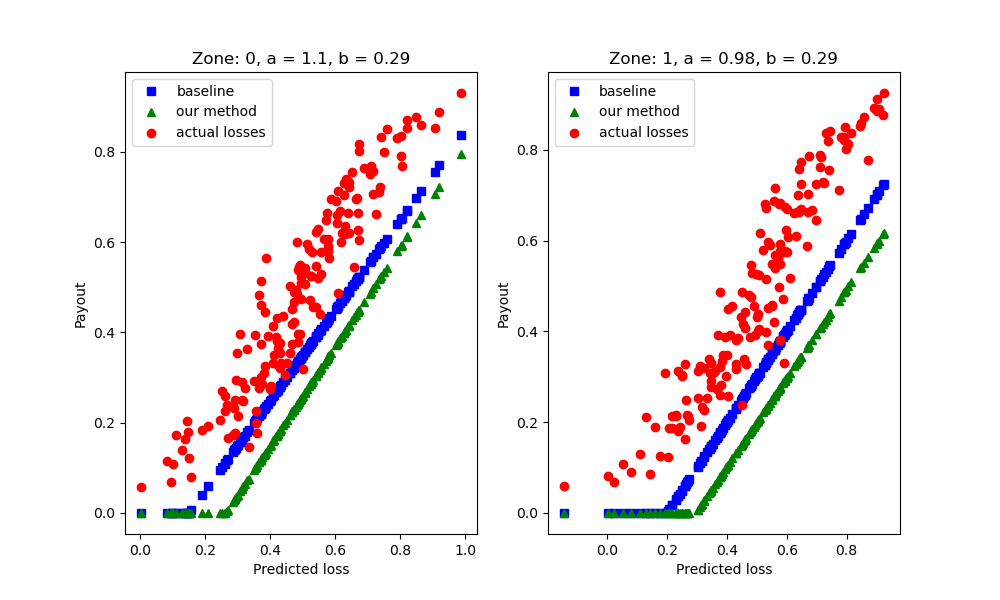 Zone: 0, a = 1.1, b = 0.29
baseline
our method
actual losses
Payout
0.8
0.6
0.4
0.2
0.0
0.0 0.2 0.4 0.6 0.8 1.0
Predicted loss
Zone: 1, a = 0.98, b = 0.29
baseline
our method
actual losses
Payout
0.8
0.6
0.4
0.2
0.0
0.0 0.2 0.4 0.6 0.8
Predicted loss